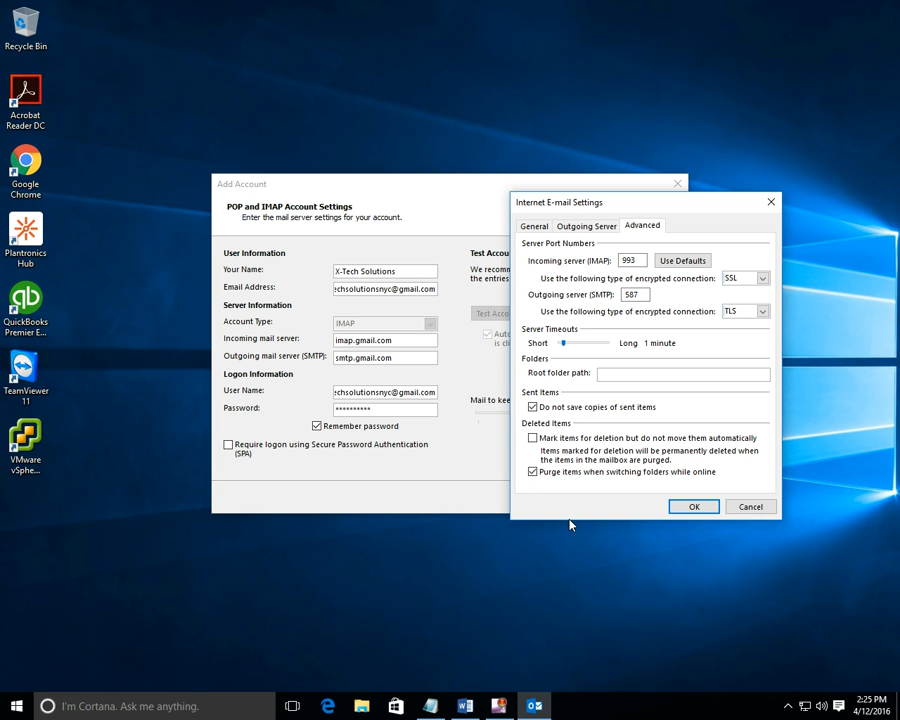 Recycle Bin
Acrobat
Reader DC
Google
Chrome
Plantronics
Hub
QuickBooks
Premier E...
TeamViewer
11
VMware
vSphe...
Add Account
POP and IMAP Account Settings
Enter the mail server settings for your account.
User Information
Your Name:
X-Tech Solutions
Email Address:
echsolutionsnyc@gmail.com
Server Information
Account Type:
IMAP
Incoming mail server:
imap.gmail.com
Outgoing mail server (SMTP):
smtp.gmail.com
Logon Information
User Name:
echsolutionsnyc@gmail.com
Password:
**********
Remember password
Require logon using Secure Password Authentication
(SPA)
Test Accou
We recom
the entries
Test Acco
Auto
is cli
Mail to kee
Internet E-mail Settings
General
Outgoing Server
Advanced
Server Port Numbers
Incoming server (IMAP):
993
Use Defaults
Use the following type of encrypted connection:
SSL
Outgoing server (SMTP):
587
Use the following type of encrypted connection:
TLS
Server Timeouts
Short
Long
1 minute
Folders
Root folder path:
Sent Items
Do not save copies of sent items
Deleted Items
Mark items for deletion but do not move them automatically
Items marked for deletion will be permanently deleted when
the items in the mailbox are purged.
Purge items when switching folders while online
OK
Cancel
I'm Cortana. Ask me anything.
2:25 PM
4/12/2016